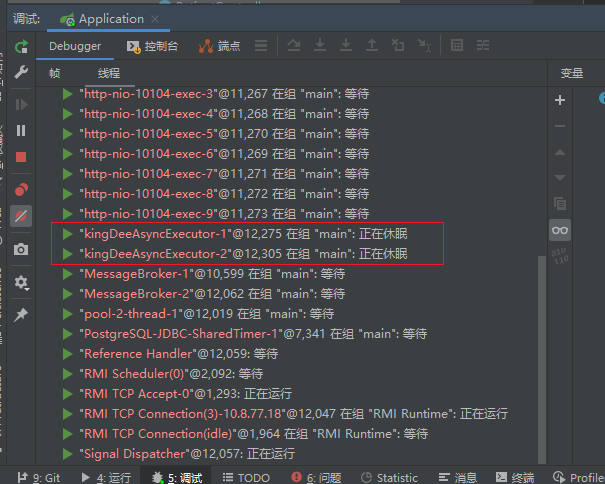 调试: Application
Debugger 控制台 端点
帧 线程 变量
"http-nio-10104-exec-3"@11,267 在组 "main": 等待
"http-nio-10104-exec-4"@11,268 在组 "main": 等待
"http-nio-10104-exec-5"@11,270 在组 "main": 等待
"http-nio-10104-exec-6"@11,269 在组 "main": 等待
"http-nio-10104-exec-7"@11,271 在组 "main": 等待
"http-nio-10104-exec-8"@11,272 在组 "main": 等待
"http-nio-10104-exec-9"@11,273 在组 "main": 等待
"kingDeeAsyncExecutor-1"@12,275 在组 "main": 正在休眠
"kingDeeAsyncExecutor-2"@12,305 在组 "main": 正在休眠
"MessageBroker-1"@10,599 在组 "main": 等待
"MessageBroker-2"@12,062 在组 "main": 等待
"pool-2-thread-1"@12,019 在组 "main": 等待
"PostgreSQL-JDBC-SharedTimer-1"@7,341 在组 "main": 等待
"Reference Handler"@12,059: 等待
"RMI Scheduler(0)"@2,092: 等待
"RMI TCP Accept-0"@1,293: 正在运行
"RMI TCP Connection(3)-10.8.77.18"@12,047 在组 "RMI Runtime": 正在运行
"RMI TCP Connection(idle)"@1,964 在组 "RMI Runtime": 等待
"Signal Dispatcher"@12,057: 正在运行
9: Git 4: 运行 5: 调试 TODO 6: 问题 Statistic 消息 终端 Profile